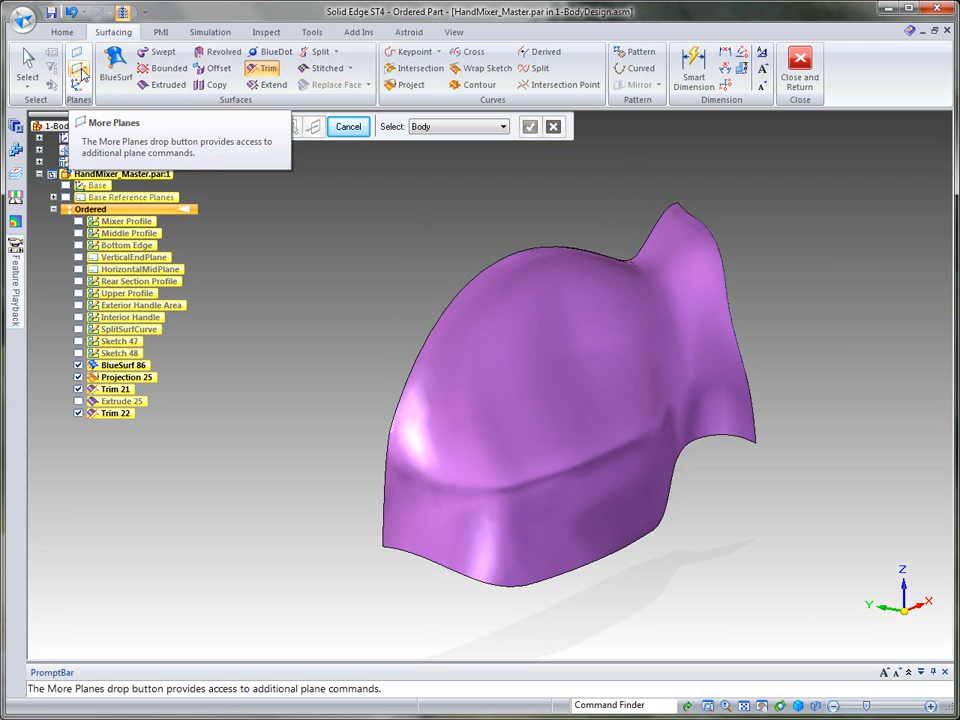 Solid Edge ST4 - Ordered Part - [HandMixer_Master.par in 1-BodyDesign.asm]
Home Surfacing PMI Simulation Inspect Tools Add Ins Astroid View
Select
BlueSurf
Swept Revolved BlueDot Split
Bounded Offset Trim Stitched
Extruded Copy Extend Replace Face
Keypoint Cross Derived
Intersection Wrap Sketch Split
Project Contour Intersection Point
Pattern
Curved
Mirror
Smart
Dimension
Close and
Return
Select Planes Surfaces Curves Pattern Dimension Close
More Planes
The More Planes drop button provides access to
additional plane commands.
Cancel Select: Body
1-Bod
HandMixer_Master.par:1
Base
Base Reference Planes
Ordered
Mixer Profile
Middle Profile
Bottom Edge
VerticalEndPlane
HorizontalMidPlane
Rear Section Profile
Upper Profile
Exterior Handle Area
Interior Handle
SplitSurfCurve
Sketch 47
Sketch 48
BlueSurf 86
Projection 25
Trim 21
Extrude 25
Trim 22
Feature Playback
Z
Y X
PromptBar
The More Planes drop button provides access to additional plane commands.
Command Finder